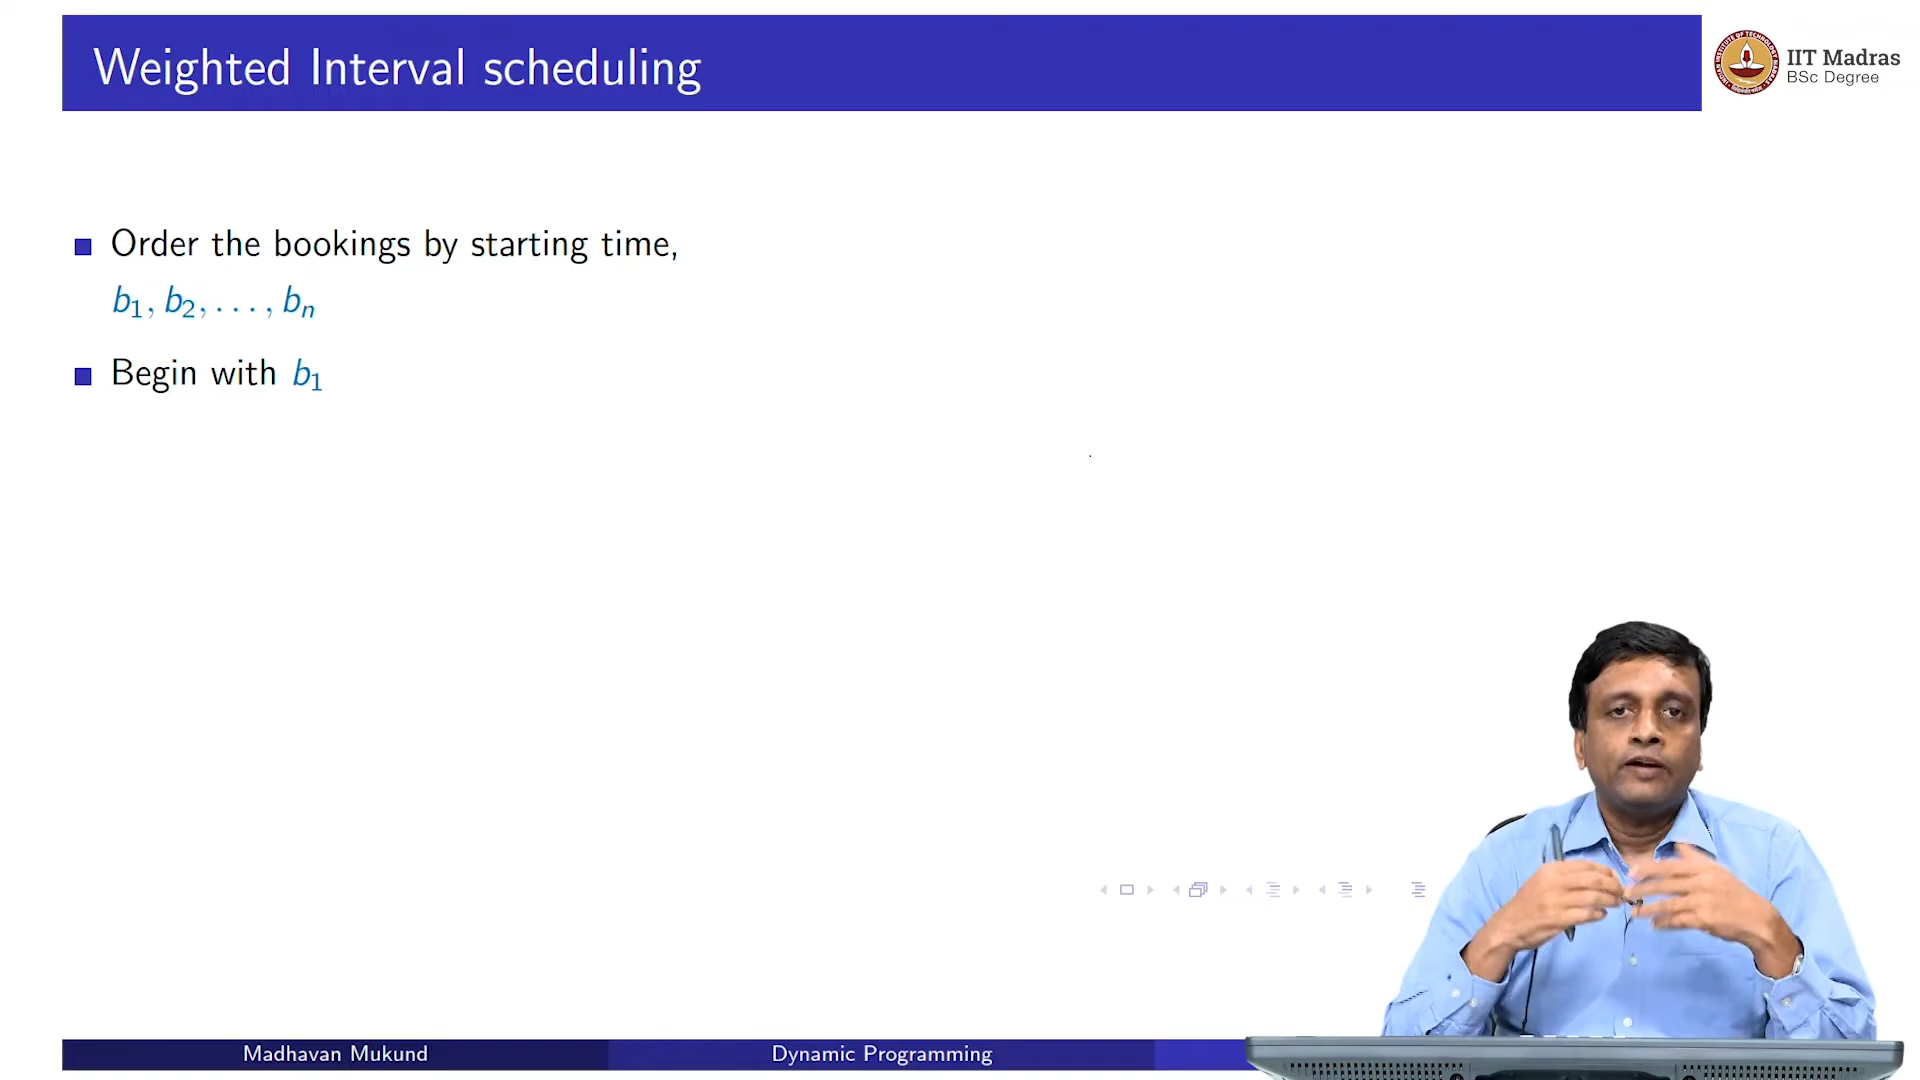 Weighted Interval scheduling
IIT Madras
BSc Degree
Order the bookings by starting time,
b₁, b₂, . . . , bₙ
Begin with b₁
Madhavan Mukund
Dynamic Programming